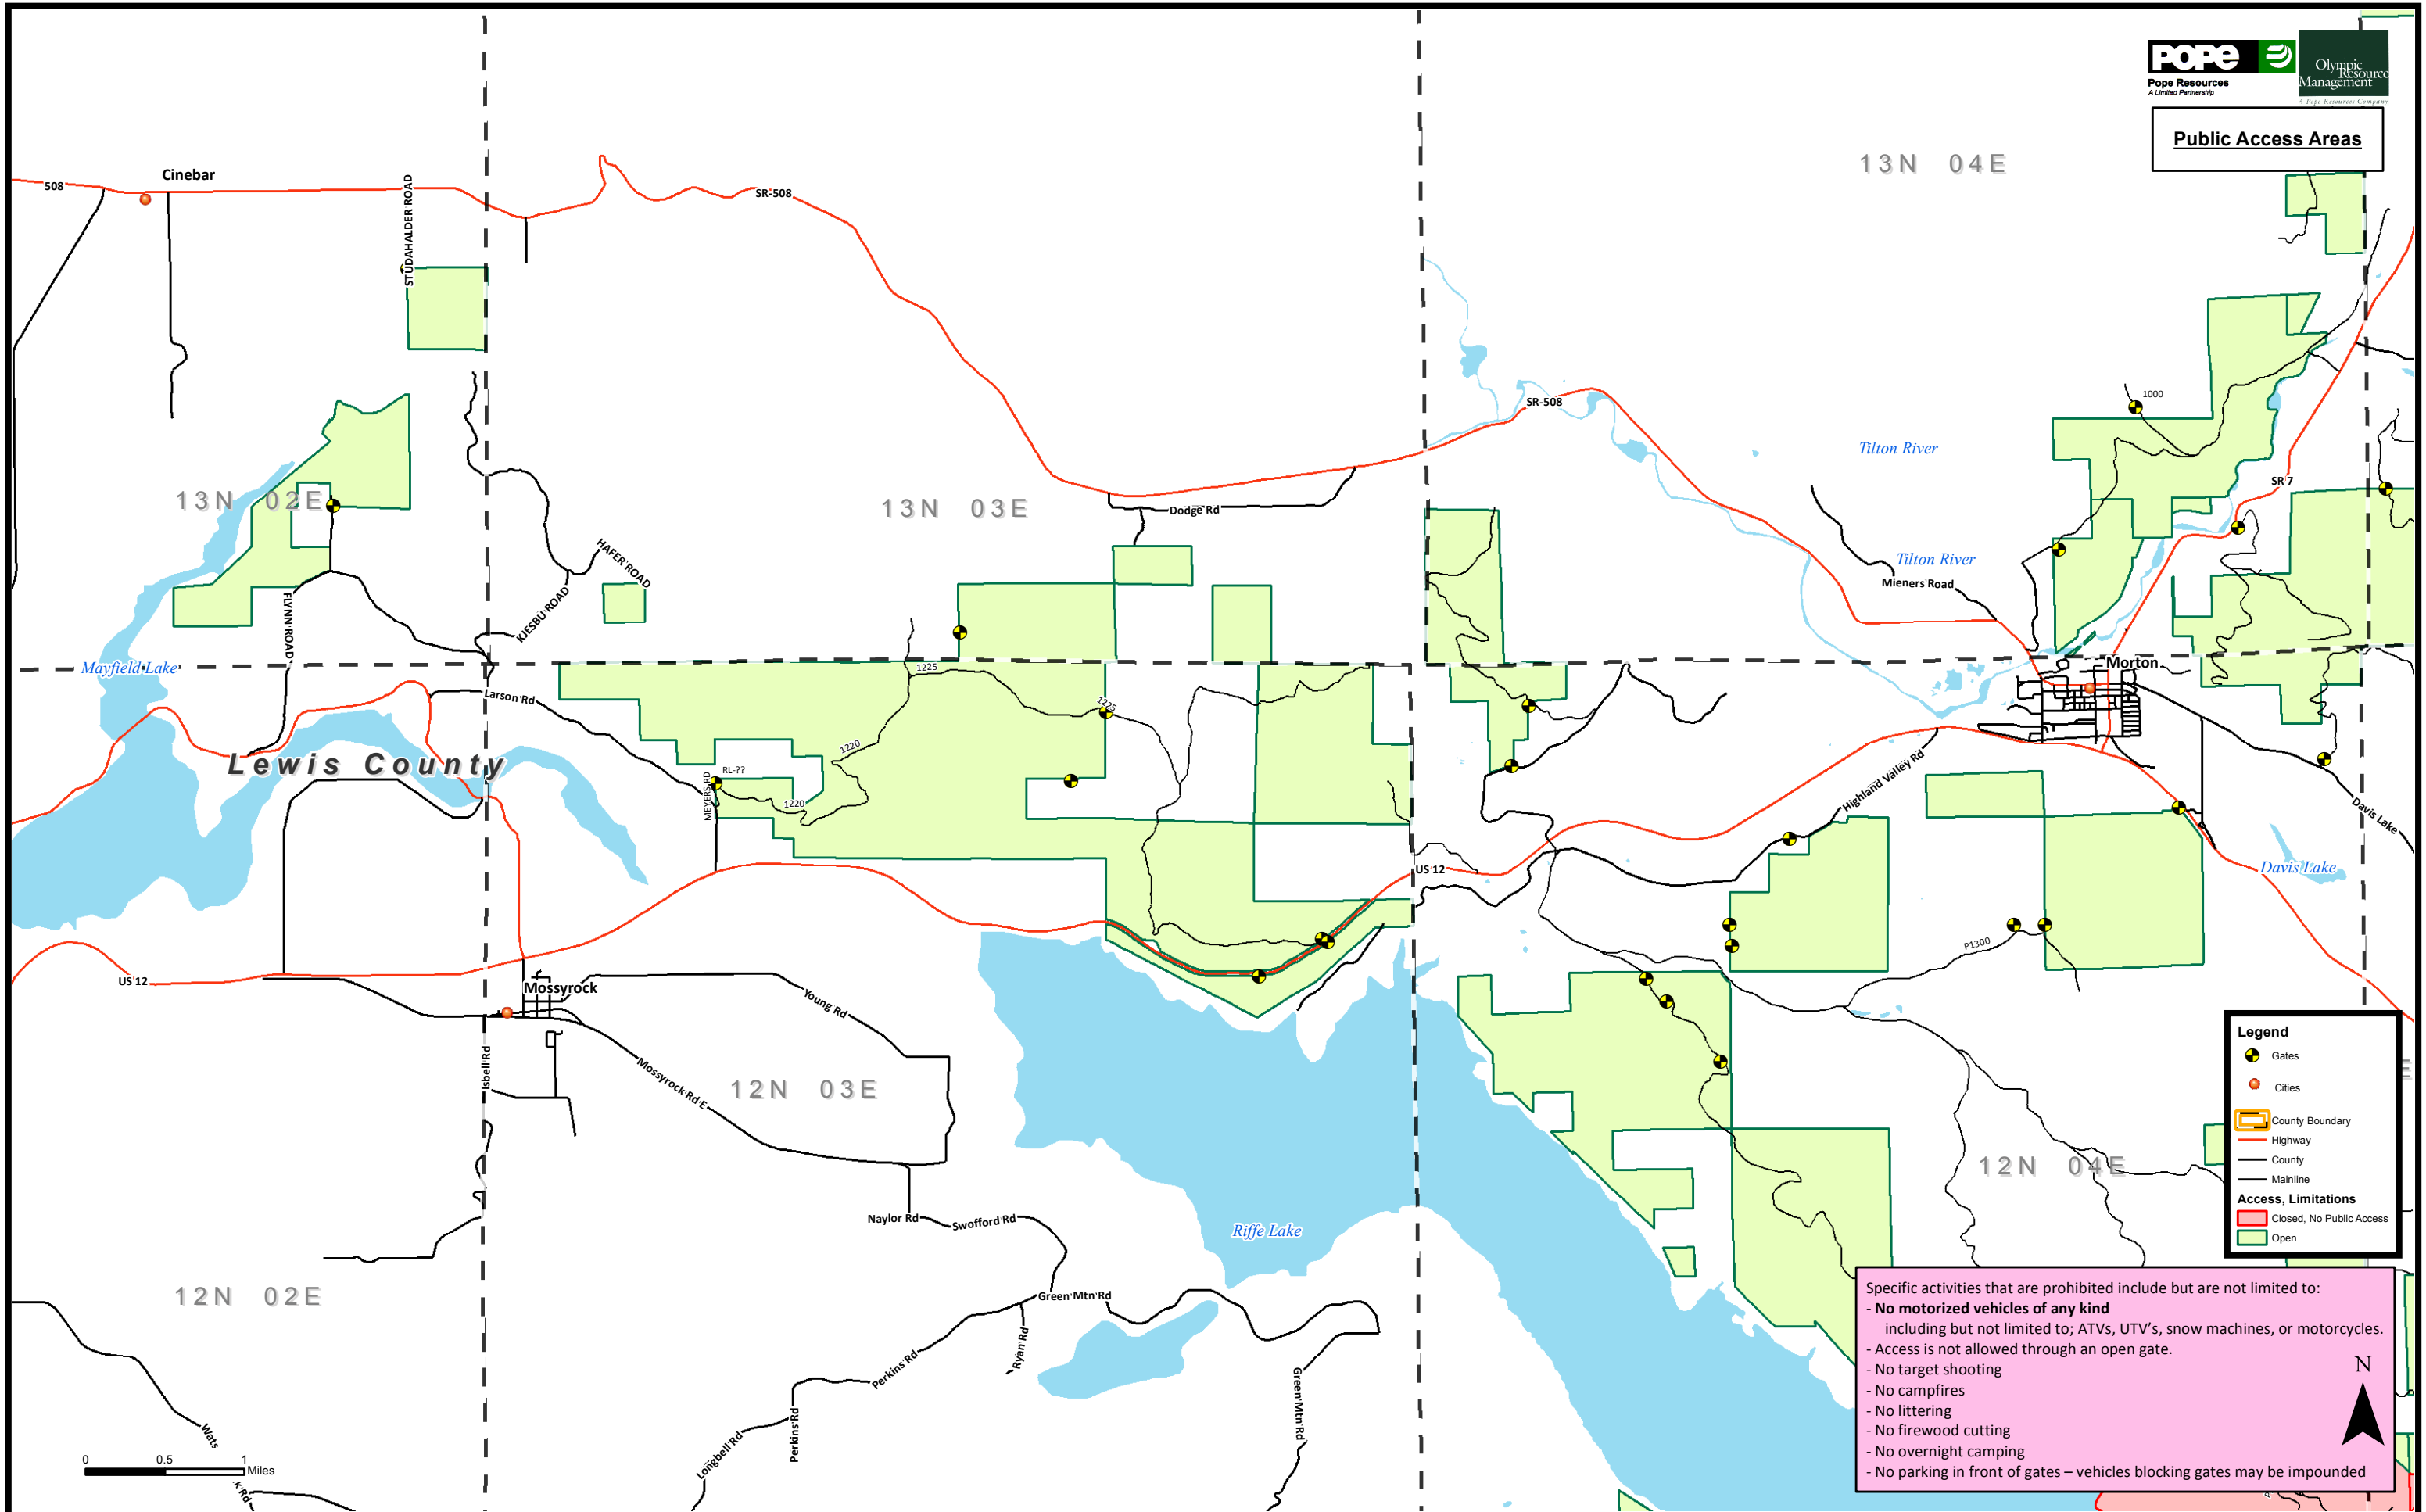 POPE
Pope Resources
A Limited Partnership
Olympic
Resource
Management
A Pope Resources Company
Public Access Areas
13N 04E
508
Cinebar
STUDAHALDER ROAD
SR-508
SR-508
1000
Tilton River
SR 7
13N 02E
13N 03E
Dodge Rd
HAFER ROAD
Tilton River
Mieners Road
FLYNN ROAD
KJESBU ROAD
Mayfield Lake
1225
Morton
Larson Rd
1225
1220
Lewis County
RL-??
MEYERS RD
1220
Highland Valley Rd
Davis Lake
US 12
Davis Lake
P1300
US 12
Mossyrock
Young Rd
Isbell Rd
Mossyrock Rd E
12N 03E
12N 04E
Naylor Rd
Swofford Rd
Riffe Lake
12N 02E
Green Mtn Rd
Ryan Rd
Perkins Rd
Perkins Rd
Green Mtn Rd
Longbell Rd
Wats
k Rd
0 0.5 1
Miles
E
Legend
Gates
Cities
County Boundary
Highway
County
Mainline
Access, Limitations
Closed, No Public Access
Open
Specific activities that are prohibited include but are not limited to:
- No motorized vehicles of any kind
including but not limited to; ATVs, UTV's, snow machines, or motorcycles.
- Access is not allowed through an open gate.
- No target shooting
- No campfires
- No littering
- No firewood cutting
- No overnight camping
- No parking in front of gates – vehicles blocking gates may be impounded
N